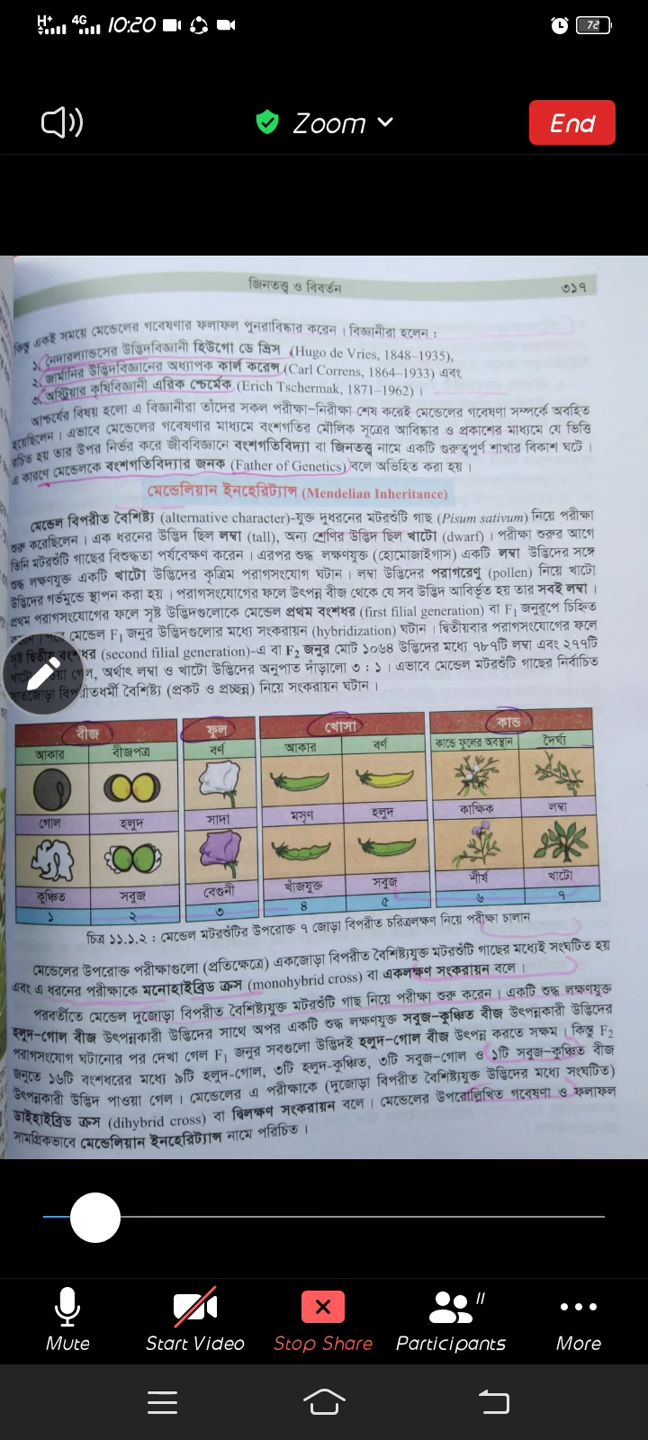 H+ 4G 10:20 72
Zoom End
জিনতত্ত্ব ও বিবর্তন ৩১৭
কিন্তু একই সময়ে মেন্ডেলের গবেষণার ফলাফল পুনরাবিষ্কার করেন। বিজ্ঞানীরা হলেন :
১. নেদারল্যান্ডসের উদ্ভিদবিজ্ঞানী হিউগো ডে ভ্রিস (Hugo de Vries, 1848–1935),
২. জার্মানির উদ্ভিদবিজ্ঞানের অধ্যাপক কার্ল করেন্স (Carl Correns, 1864–1933) এবং
৩. অস্ট্রিয়ার কৃষিবিজ্ঞানী এরিক শ্চের্মেক (Erich Tschermak, 1871–1962)।
আশ্চর্যের বিষয় হলো এ বিজ্ঞানীরা তাঁদের সকল পরীক্ষা-নিরীক্ষা শেষ করেই মেন্ডেলের গবেষণা সম্পর্কে অবহিত
হয়েছিলেন। এভাবে মেন্ডেলের গবেষণার মাধ্যমে বংশগতির মৌলিক সূত্রের আবিষ্কার ও প্রকাশের মাধ্যমে যে ভিত্তি
রচিত হয় তার উপর নির্ভর করে জীববিজ্ঞানে বংশগতিবিদ্যা বা জিনতত্ত্ব নামে একটি গুরুত্বপূর্ণ শাখার বিকাশ ঘটে।
এ কারণে মেন্ডেলকে বংশগতিবিদ্যার জনক (Father of Genetics) বলে অভিহিত করা হয়।
মেন্ডেলিয়ান ইনহেরিট্যান্স (Mendelian Inheritance)
মেন্ডেল বিপরীত বৈশিষ্ট্য (alternative character)-যুক্ত দুধরনের মটরশুঁটি গাছ (Pisum sativum) নিয়ে পরীক্ষা
শুরু করেছিলেন। এক ধরনের উদ্ভিদ ছিল লম্বা (tall), অন্য শ্রেণির উদ্ভিদ ছিল খাটো (dwarf)। পরীক্ষা শুরুর আগে
তিনি মটরশুঁটি গাছের বিশুদ্ধতা পর্যবেক্ষণ করেন। এরপর শুদ্ধ লক্ষণযুক্ত (হোমোজাইগাস) একটি লম্বা উদ্ভিদের সঙ্গে
শুদ্ধ লক্ষণযুক্ত একটি খাটো উদ্ভিদের কৃত্রিম পরাগসংযোগ ঘটান। লম্বা উদ্ভিদের পরাগরেণু (pollen) নিয়ে খাটো
উদ্ভিদের গর্ভমুন্ডে স্থাপন করা হয়। পরাগসংযোগের ফলে উৎপন্ন বীজ থেকে যে সব উদ্ভিদ আবির্ভূত হয় তার সবই লম্বা।
প্রথম পরাগসংযোগের ফলে সৃষ্ট উদ্ভিদগুলোকে মেন্ডেল প্রথম বংশধর (first filial generation) বা F₁ জনুরূপে চিহ্নিত
করেন। মেন্ডেল F₁ জনুর উদ্ভিদগুলোর মধ্যে সংকরায়ন (hybridization) ঘটান। দ্বিতীয়বার পরাগসংযোগের ফলে
সৃষ্ট দ্বিতীয় বংশধর (second filial generation)-এ বা F₂ জনুর মোট ১০৬৪ উদ্ভিদের মধ্যে ৭৮৭টি লম্বা এবং ২৭৭টি
গেল, অর্থাৎ লম্বা ও খাটো উদ্ভিদের অনুপাত দাঁড়ালো ৩ : ১। এভাবে মেন্ডেল মটরশুঁটি গাছের নির্বাচিত
সাতজোড়া বিপরীতধর্মী বৈশিষ্ট্য (প্রকট ও প্রচ্ছন্ন) নিয়ে সংকরায়ন ঘটান।
বীজ ফুল খোসা কান্ড
আকার বীজপত্র বর্ণ আকার বর্ণ কান্ডে ফুলের অবস্থান দৈর্ঘ্য
গোল হলুদ সাদা মসৃণ হলুদ কাক্ষিক লম্বা
কুঞ্চিত সবুজ বেগুনী খাঁজযুক্ত সবুজ শীর্ষ খাটো
১ ২ ৩ ৪ ৫ ৬ ৭
চিত্র ১১.১.২ : মেন্ডেল মটরশুঁটির উপরোক্ত ৭ জোড়া বিপরীত চরিত্রলক্ষণ নিয়ে পরীক্ষা চালান
মেন্ডেলের উপরোক্ত পরীক্ষাগুলো (প্রতিক্ষেত্রে) একজোড়া বিপরীত বৈশিষ্ট্যযুক্ত মটরশুঁটি গাছের মধ্যেই সংঘটিত হয়
এবং এ ধরনের পরীক্ষাকে মনোহাইব্রিড ক্রস (monohybrid cross) বা একলক্ষণ সংকরায়ন বলে।
পরবর্তীতে মেন্ডেল দুজোড়া বিপরীত বৈশিষ্ট্যযুক্ত মটরশুঁটি গাছ নিয়ে পরীক্ষা শুরু করেন। একটি শুদ্ধ লক্ষণযুক্ত
হলুদ-গোল বীজ উৎপন্নকারী উদ্ভিদের সাথে অপর একটি শুদ্ধ লক্ষণযুক্ত সবুজ-কুঞ্চিত বীজ উৎপন্নকারী উদ্ভিদের
পরাগসংযোগ ঘটানোর পর দেখা গেল F₁ জনুর সবগুলো উদ্ভিদই হলুদ-গোল বীজ উৎপন্ন করতে সক্ষম। কিন্তু F₂
জনুতে ১৬টি বংশধরের মধ্যে ৯টি হলুদ-গোল, ৩টি হলুদ-কুঞ্চিত, ৩টি সবুজ-গোল ও ১টি সবুজ-কুঞ্চিত বীজ
উৎপন্নকারী উদ্ভিদ পাওয়া গেল। মেন্ডেলের এ পরীক্ষাকে (দুজোড়া বিপরীত বৈশিষ্ট্যযুক্ত উদ্ভিদের মধ্যে সংঘটিত)
ডাইহাইব্রিড ক্রস (dihybrid cross) বা দ্বিলক্ষণ সংকরায়ন বলে। মেন্ডেলের উপরোল্লিখিত গবেষণা ও ফলাফল
সামগ্রিকভাবে মেন্ডেলিয়ান ইনহেরিট্যান্স নামে পরিচিত।
Mute Start Video Stop Share Participants 11 More